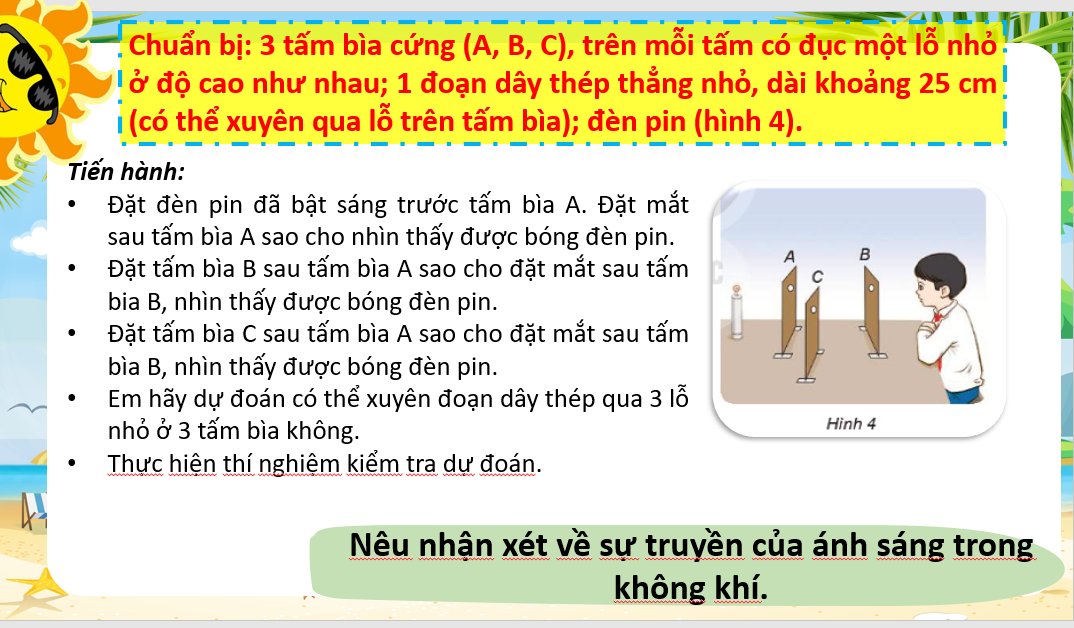 Chuẩn bị: 3 tấm bìa cứng (A, B, C), trên mỗi tấm có đục một lỗ nhỏ
ở độ cao như nhau; 1 đoạn dây thép thẳng nhỏ, dài khoảng 25 cm
(có thể xuyên qua lỗ trên tấm bìa); đèn pin (hình 4).
Tiến hành:
• Đặt đèn pin đã bật sáng trước tấm bìa A. Đặt mắt
sau tấm bìa A sao cho nhìn thấy được bóng đèn pin.
• Đặt tấm bìa B sau tấm bìa A sao cho đặt mắt sau tấm
bia B, nhìn thấy được bóng đèn pin.
• Đặt tấm bìa C sau tấm bìa A sao cho đặt mắt sau tấm
bìa B, nhìn thấy được bóng đèn pin.
• Em hãy dự đoán có thể xuyên đoạn dây thép qua 3 lỗ
nhỏ ở 3 tấm bìa không.
• Thực hiện thí nghiệm kiểm tra dự đoán.
A
B
C
Hình 4
Nêu nhận xét về sự truyền của ánh sáng trong
không khí.